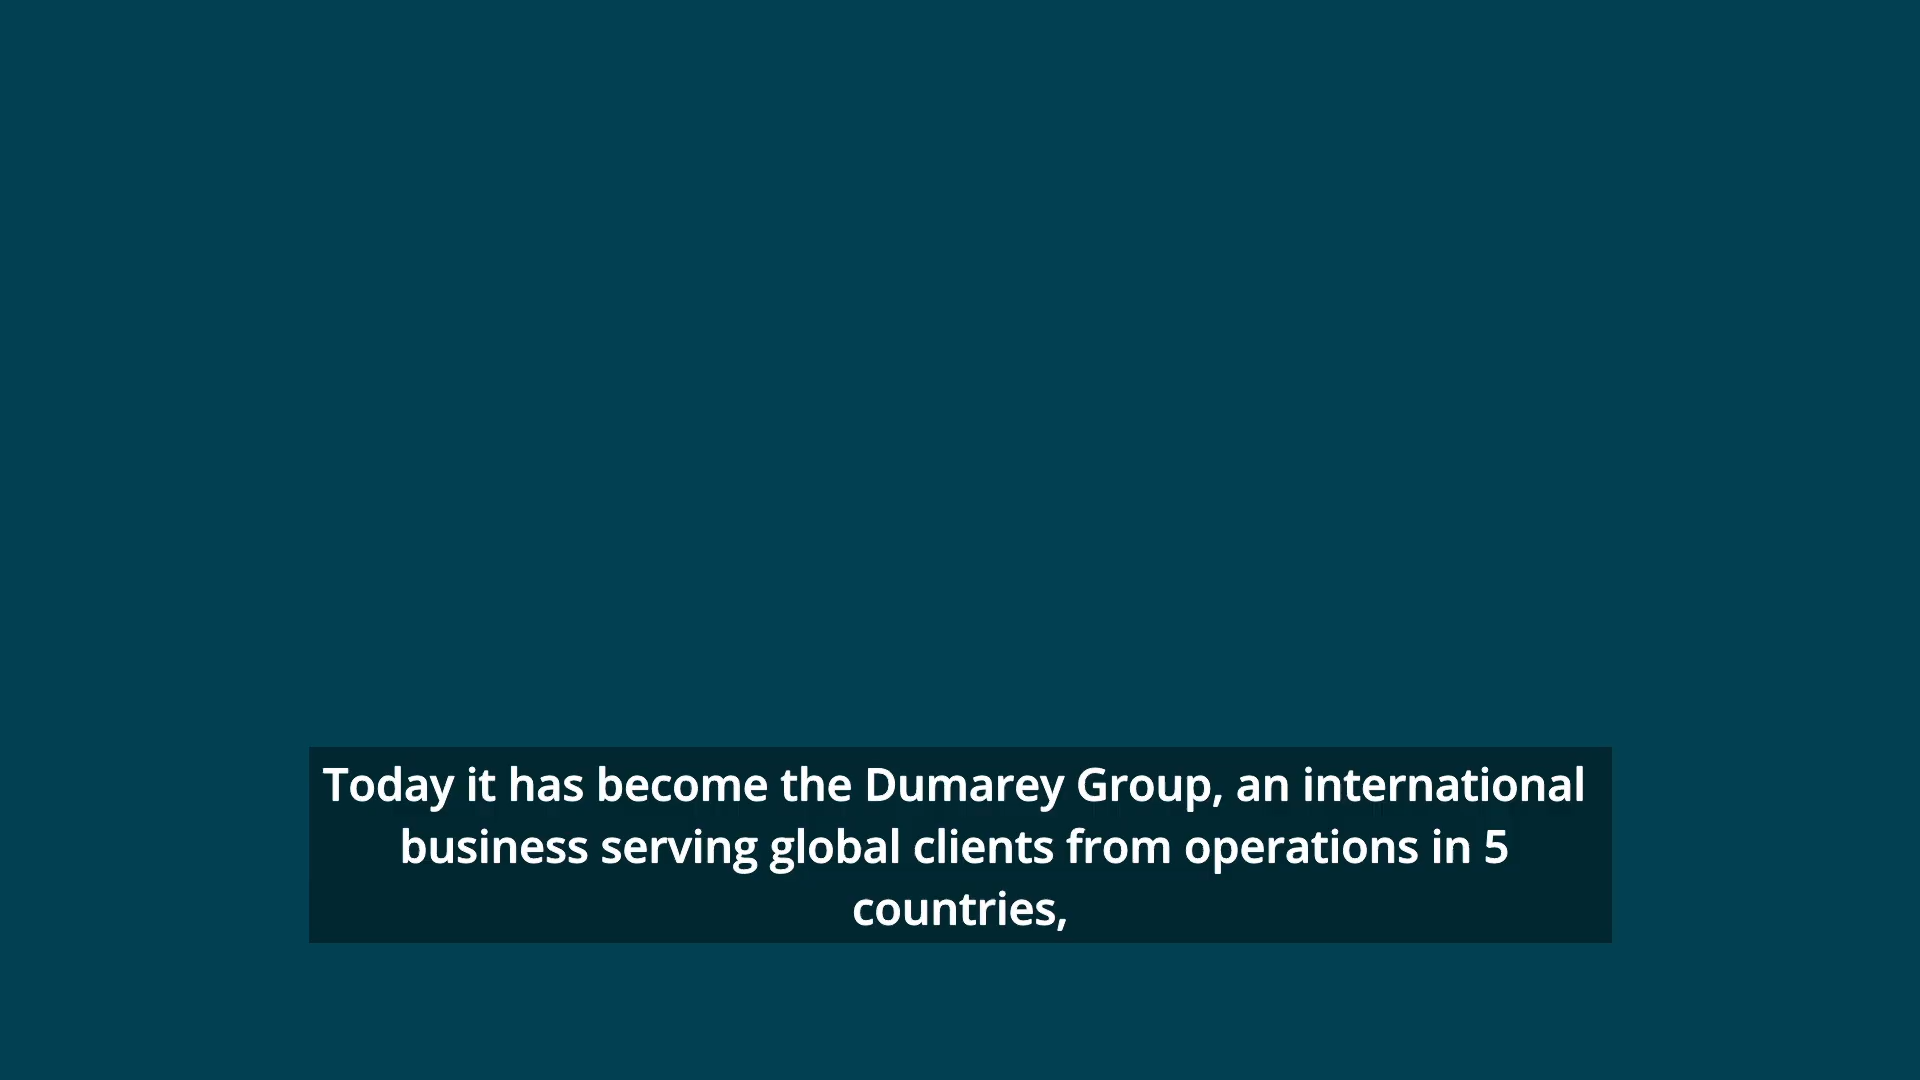 Today it has become the Dumarey Group, an international
business serving global clients from operations in 5
countries,